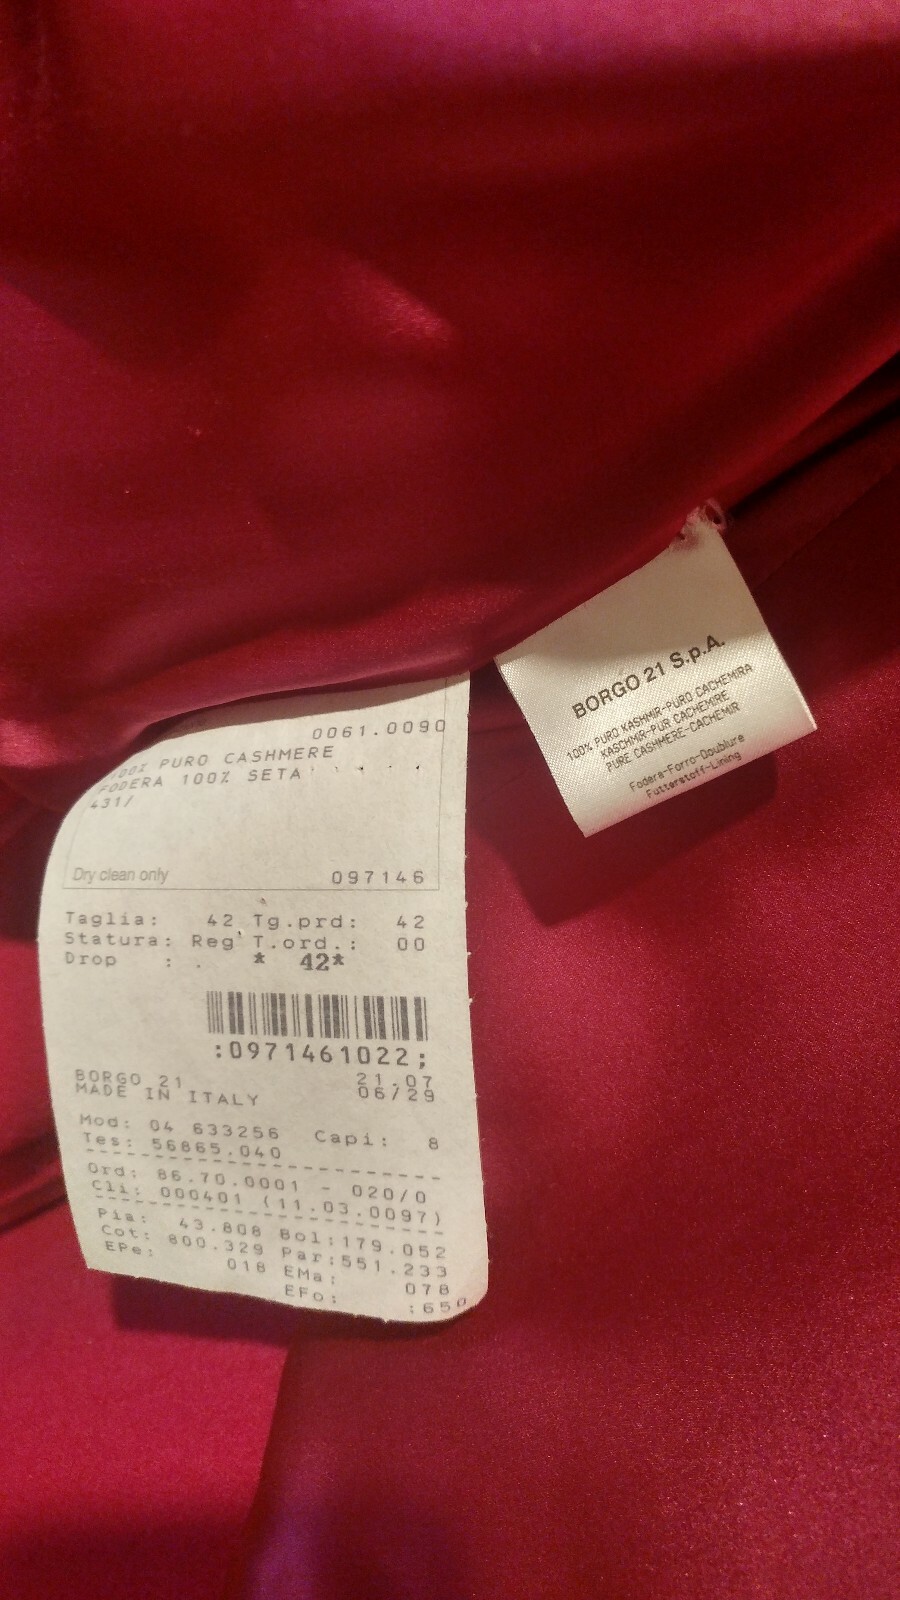 0061.0090
100% PURO CASHMERE
FODERA 100% SETA
431/
Dry clean only 097146
Taglia: 42 Tg.prd: 42
Statura: Reg T.ord.: 00
Drop : . * 42*
:0971461022;
BORGO 21 21.07
MADE IN ITALY 06/29
Mod: 04 633256 Capi: 8
Tes: 56865.040
Ord: 86.70.0001 - 020/0
Cli: 000401 (11.03.0097)
Pia: 43.808 Bol:179.052
Cot: 800.329 Par:551.233
EPe: 018 EMa: 078
EFo: :650
BORGO 21 S.p.A.
100% PURO KASHMIR-PURO CACHEMIRA
KASCHMIR-PUR CACHEMIRE
PURE CASHMERE-CACHEMIR
Fodera-Forro-Doublure
Futterstoff-Lining